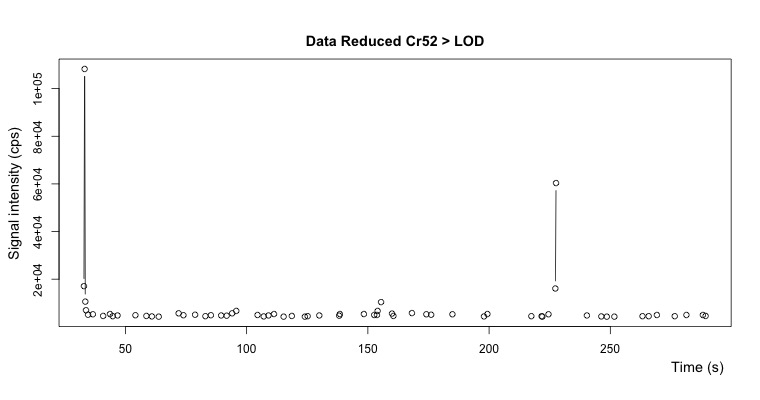 Data Reduced Cr52 > LOD
Signal intensity (cps)
1e+05
8e+04
6e+04
4e+04
2e+04
50 100 150 200 250
Time (s)